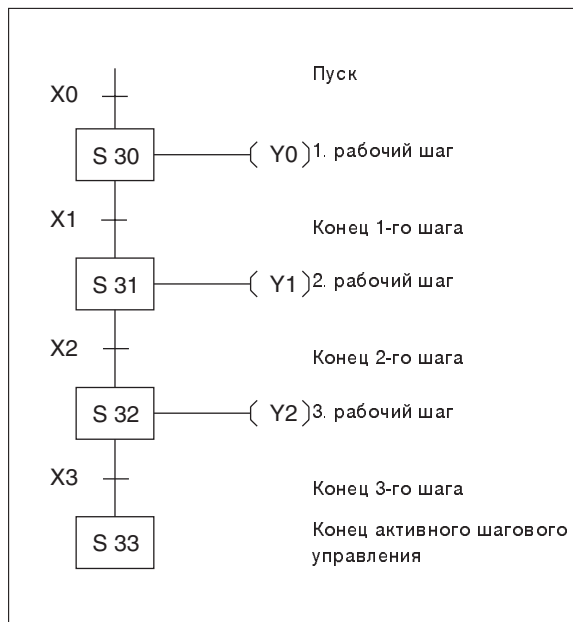 Пуск
X0
S 30 ( Y0 ) 1. рабочий шаг
X1 Конец 1-го шага
S 31 ( Y1 ) 2. рабочий шаг
X2 Конец 2-го шага
S 32 ( Y2 ) 3. рабочий шаг
X3 Конец 3-го шага
S 33 Конец активного шагового
управления